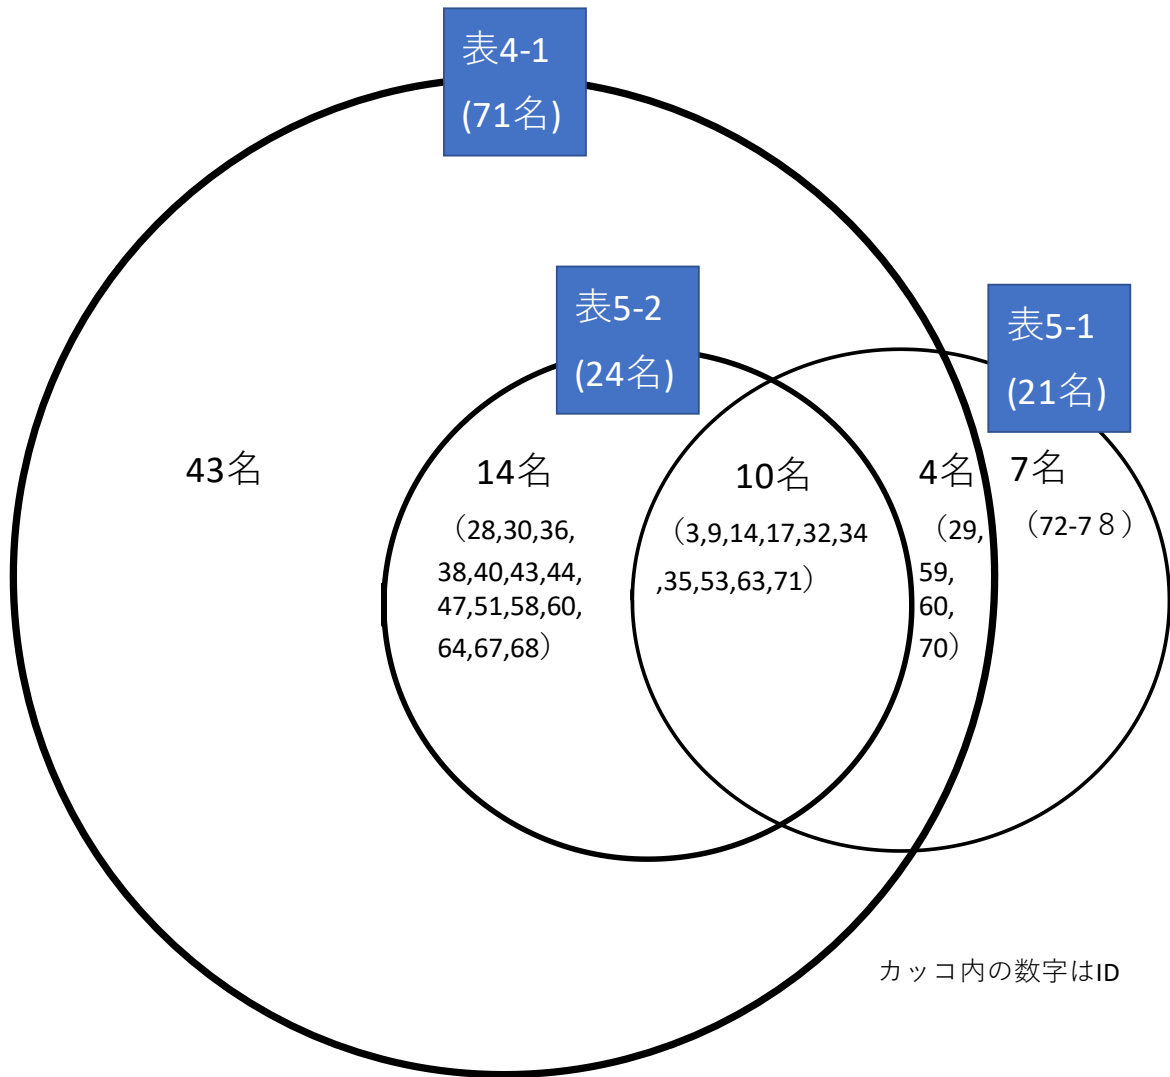 表4-1
(71名)
表5-2
(24名)
表5-1
(21名)
43名
14名
(28,30,36,
38,40,43,44,
47,51,58,60,
64,67,68)
10名
(3,9,14,17,32,34
,35,53,63,71)
4名
(29,
59,
60,
70)
7名
(72-7８)
カッコ内の数字はID